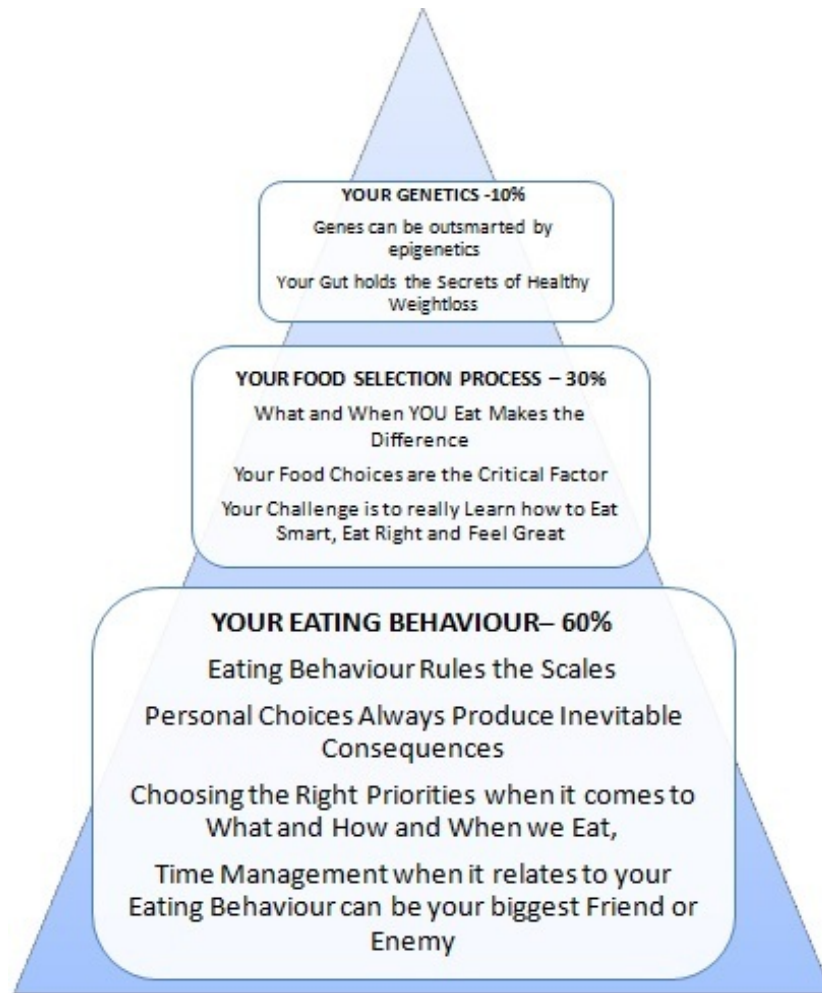 YOUR GENETICS -10%
Genes can be outsmarted by
epigenetics
Your Gut holds the Secrets of Healthy
Weightloss
YOUR FOOD SELECTION PROCESS – 30%
What and When YOU Eat Makes the
Difference
Your Food Choices are the Critical Factor
Your Challenge is to really Learn how to Eat
Smart, Eat Right and Feel Great
YOUR EATING BEHAVIOUR– 60%
Eating Behaviour Rules the Scales
Personal Choices Always Produce Inevitable
Consequences
Choosing the Right Priorities when it comes to
What and How and When we Eat,
Time Management when it relates to your
Eating Behaviour can be your biggest Friend or
Enemy